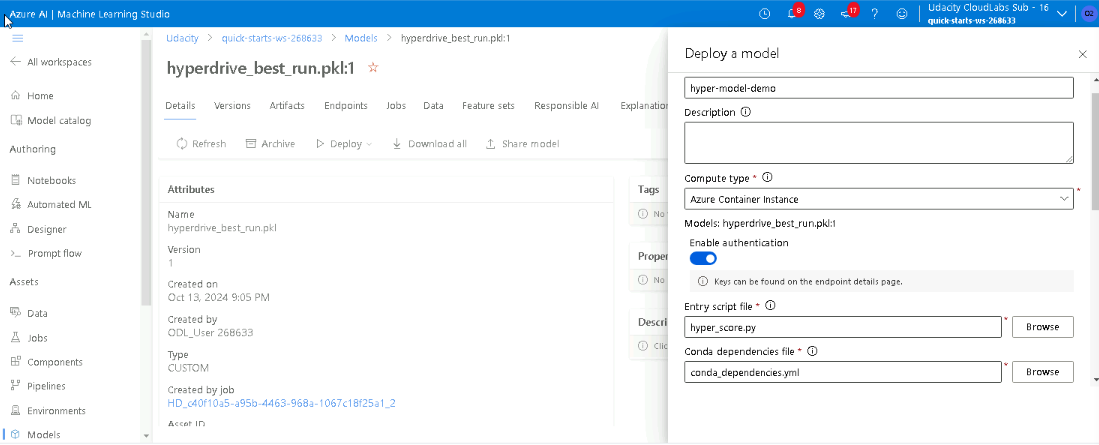 Azure AI | Machine Learning Studio
8
17
?
Udacity CloudLabs Sub - 16
quick-starts-ws-268633
O2
All workspaces
Home
Model catalog
Authoring
Notebooks
Automated ML
Designer
Prompt flow
Assets
Data
Jobs
Components
Pipelines
Environments
Models
Udacity > quick-starts-ws-268633 > Models > hyperdrive_best_run.pkl:1
hyperdrive_best_run.pkl:1
Details Versions Artifacts Endpoints Jobs Data Feature sets Responsible AI Explanation
Refresh Archive Deploy Download all Share model
Attributes
Name
hyperdrive_best_run.pkl
Version
1
Created on
Oct 13, 2024 9:05 PM
Created by
ODL_User 268633
Type
CUSTOM
Created by job
HD_c40f10a5-a95b-4463-968a-1067c18f25a1_2
Asset ID
Tags
No
Proper
No
Descri
Clic
Deploy a model
hyper-model-demo
Description
Compute type *
Azure Container Instance *
Models: hyperdrive_best_run.pkl:1
Enable authentication
Keys can be found on the endpoint details page.
Entry script file *
hyper_score.py * Browse
Conda dependencies file *
conda_dependencies.yml * Browse